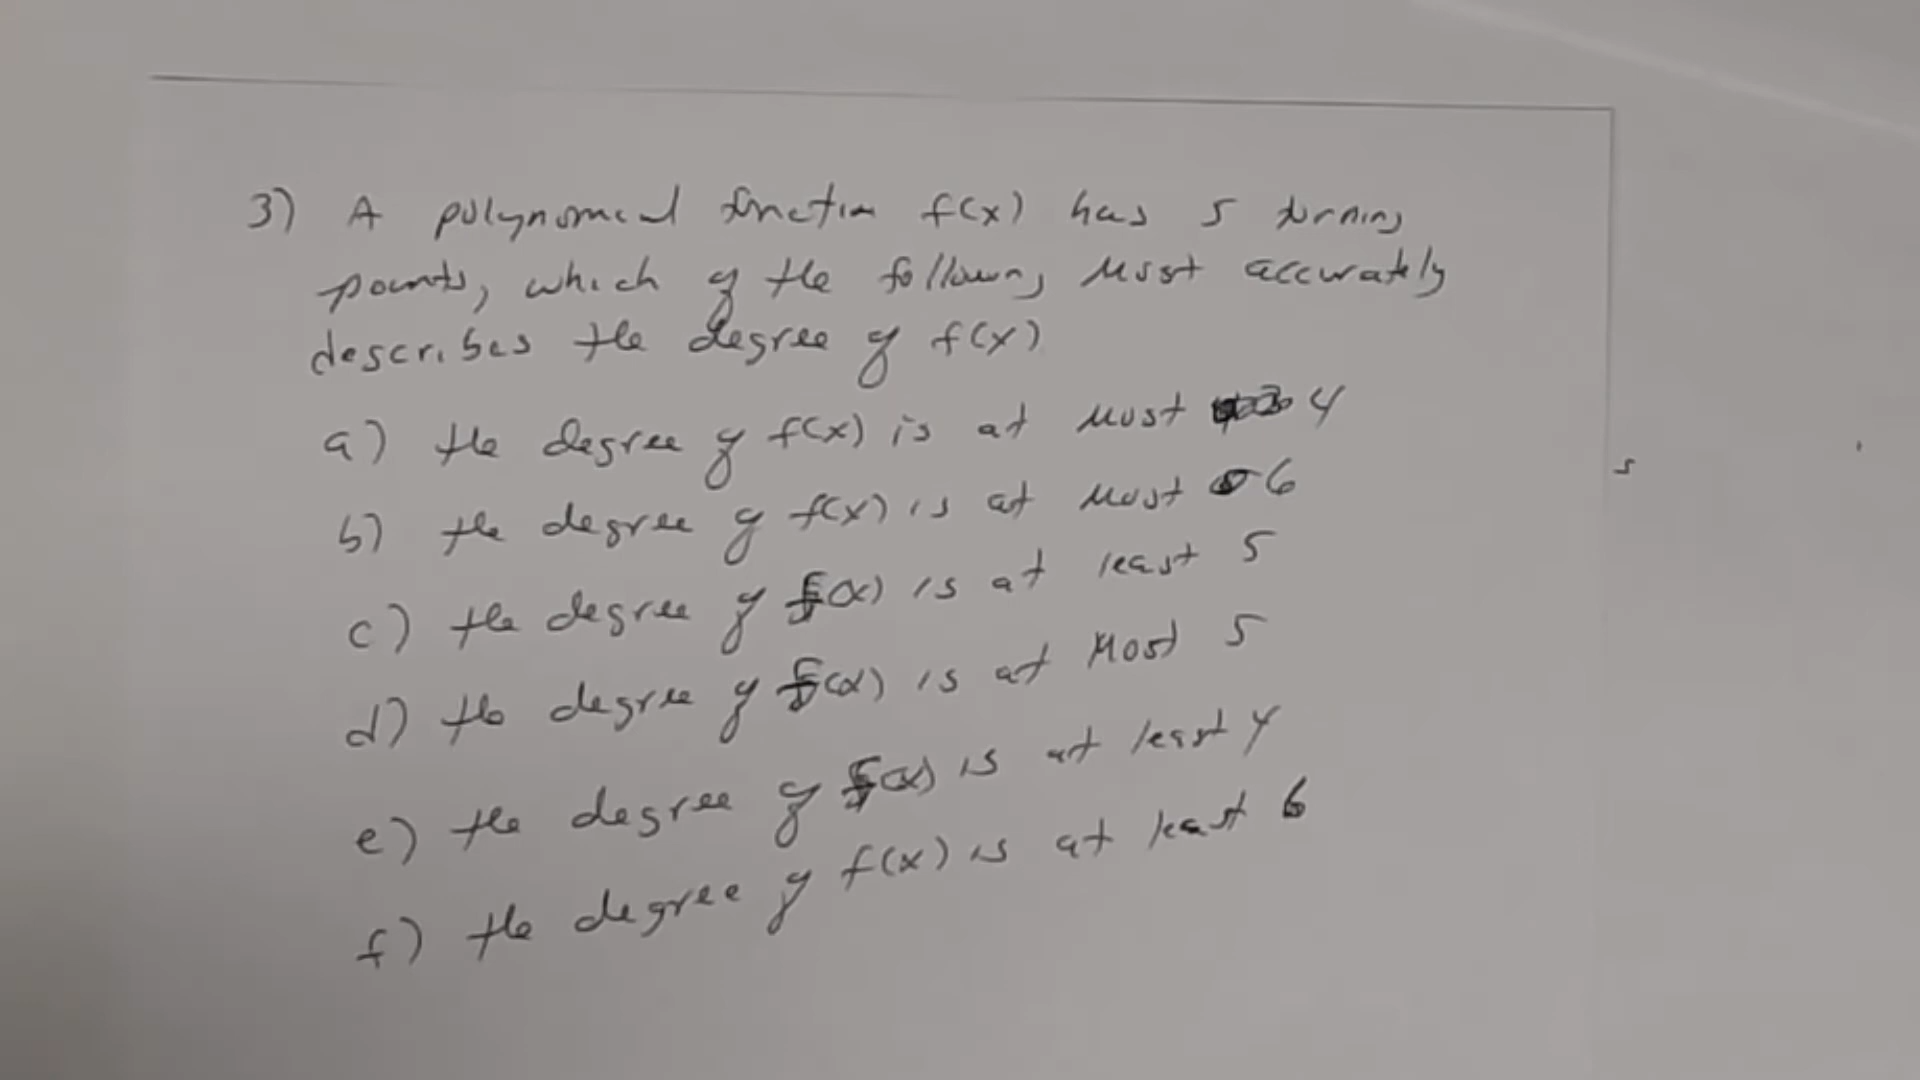 3) A polynomial function f(x) has 5 turning
points, which of the following most accurately
describes the degree of f(x)
a) the degree of f(x) is at most 4
b) the degree of f(x) is at most 6
c) the degree of f(x) is at least 5
d) the degree of f(x) is at most 5
e) the degree of f(x) is at least 4
f) the degree of f(x) is at least 6